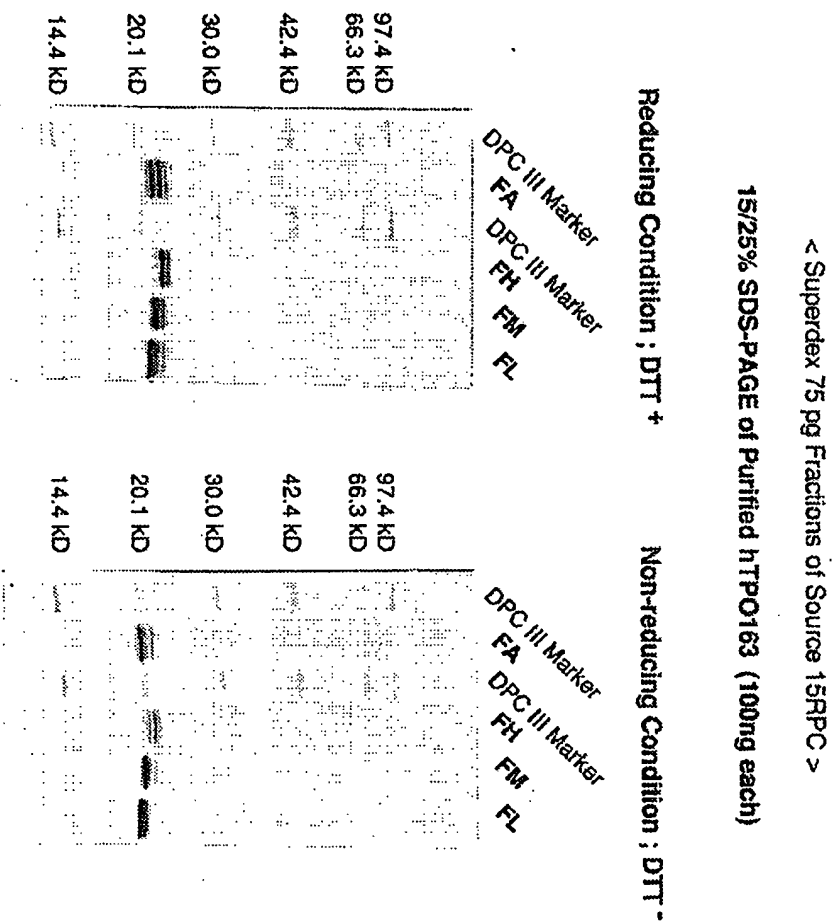 < Superdex 75 pg Fractions of Source 15RPC >
15/25% SDS-PAGE of Purified hTPO163 (100ng each)
Reducing Condition ; DTT +
DPC III Marker
FA
DPC III Marker
FH
FM
FL
97.4 kD
66.3 kD
42.4 kD
30.0 kD
20.1 kD
14.4 kD
Non-reducing Condition ; DTT -
DPC III Marker
FA
DPC III Marker
FH
FM
FL
97.4 kD
66.3 kD
42.4 kD
30.0 kD
20.1 kD
14.4 kD